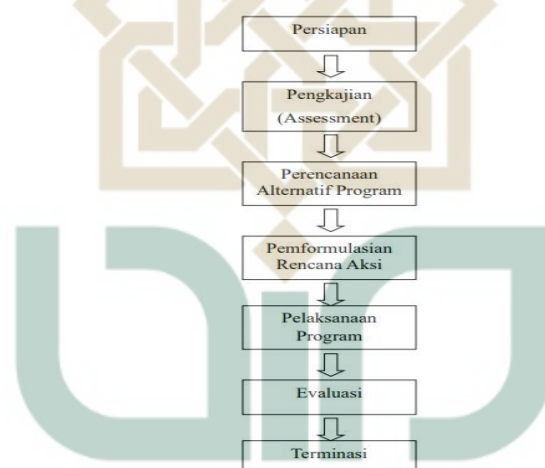 Persiapan
Pengkajian
(Assessment)
Perencanaan
Alternatif Program
Pemformulasian
Rencana Aksi
Pelaksanaan
Program
Evaluasi
Terminasi